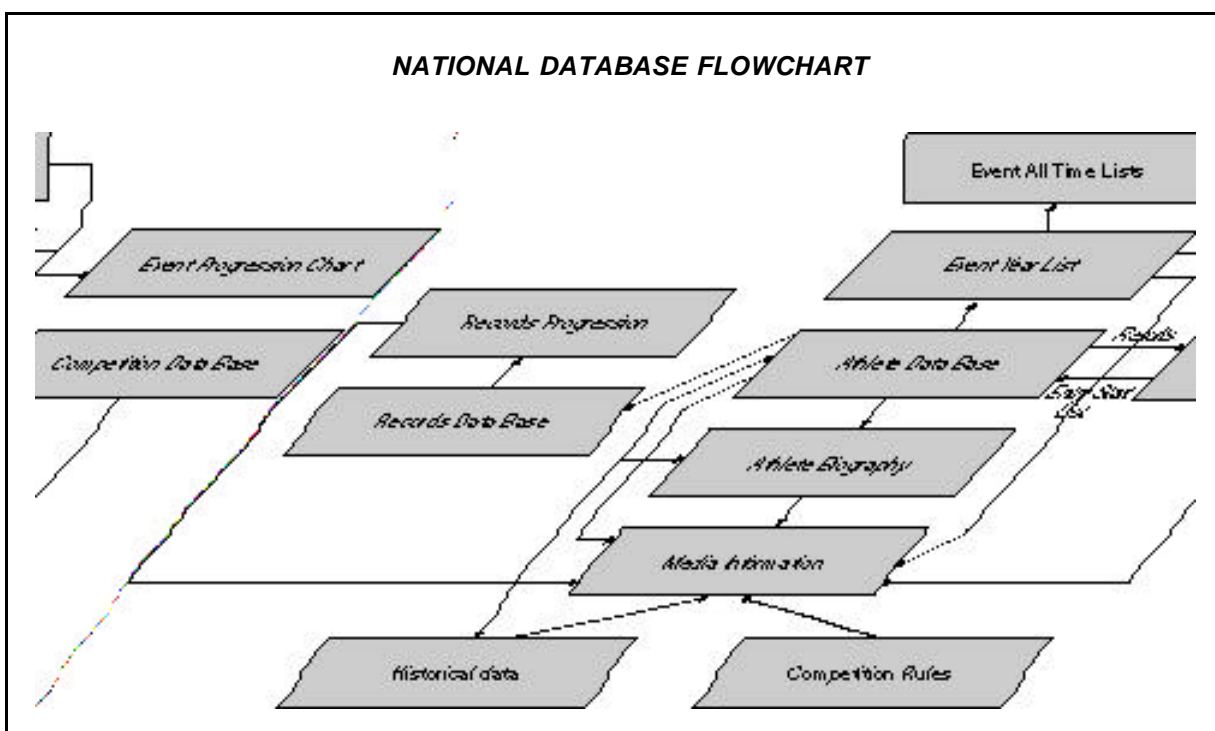 NATIONAL DATABASE FLOWCHART
Event All Time Lists
Event Progression Chart
Event Year List
Records Progression
Competition Data Base
Athlete Data Base
Results
Records Data Base
List
Athlete Biography
Media Information
Historical data
Competition Rules